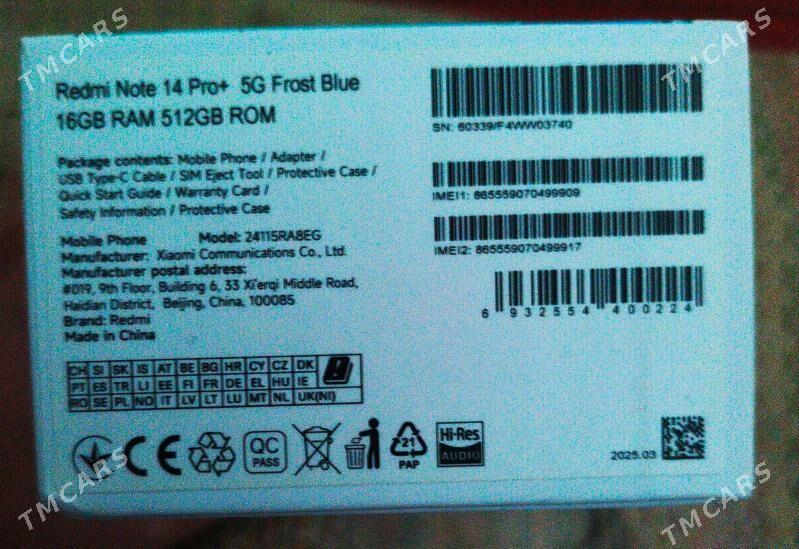 TMCARS
TMCARS
Redmi Note 14 Pro+ 5G Frost Blue
16GB RAM 512GB ROM
Package contents: Mobile Phone / Adapter /
USB Type-C Cable / SIM Eject Tool / Protective Case /
Quick Start Guide / Warranty Card /
Safety Information / Protective Case
Mobile Phone Model: 24115RA8EG
Manufacturer: Xiaomi Communications Co., Ltd.
Manufacturer postal address:
#019, 9th Floor, Building 6, 33 Xi'erqi Middle Road,
Haidian District, Beijing, China, 100085
Brand: Redmi
Made in China
SN: 60339/F4WW03740
IMEI1: 865559070499909
IMEI2: 865559070499917
6 932554 400224
CH SI SK IS AT BE BG HR CY CZ DK
PT ES TR LI EE FI FR DE EL HU IE
RO SE PL NO IT LV LT LU MT NL UK(NI)
CE
QC
PASS
21
PAP
Hi-Res
AUDIO
2025.03
TMCARS
TMCARS